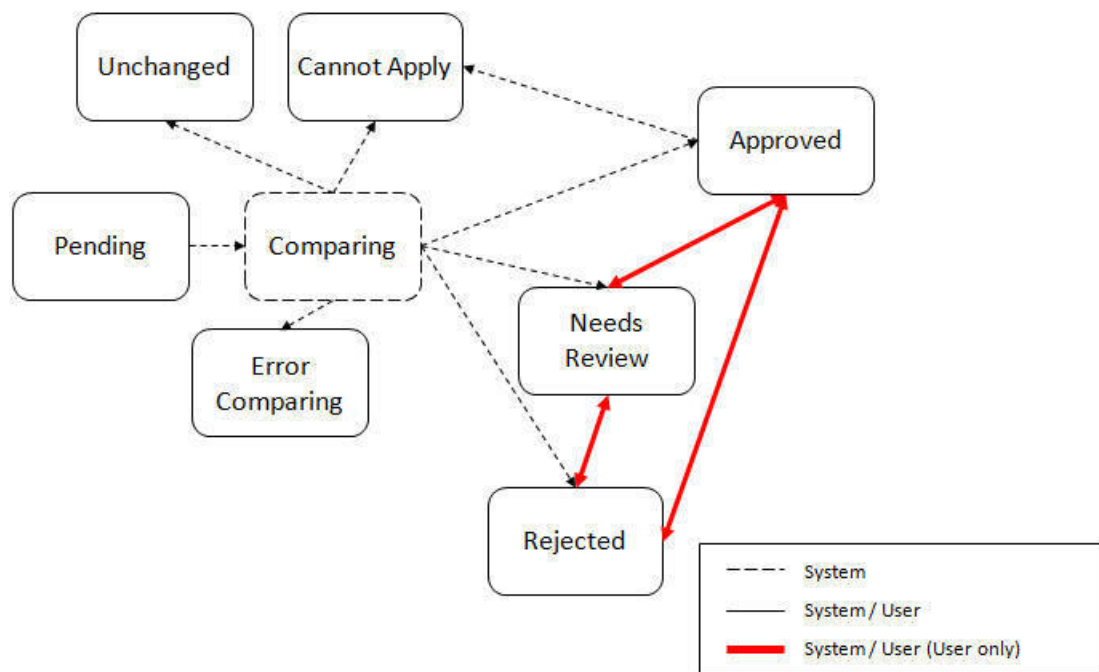 Unchanged
Cannot Apply
Approved
Pending
Comparing
Needs
Review
Error
Comparing
Rejected
System
System / User
System / User (User only)